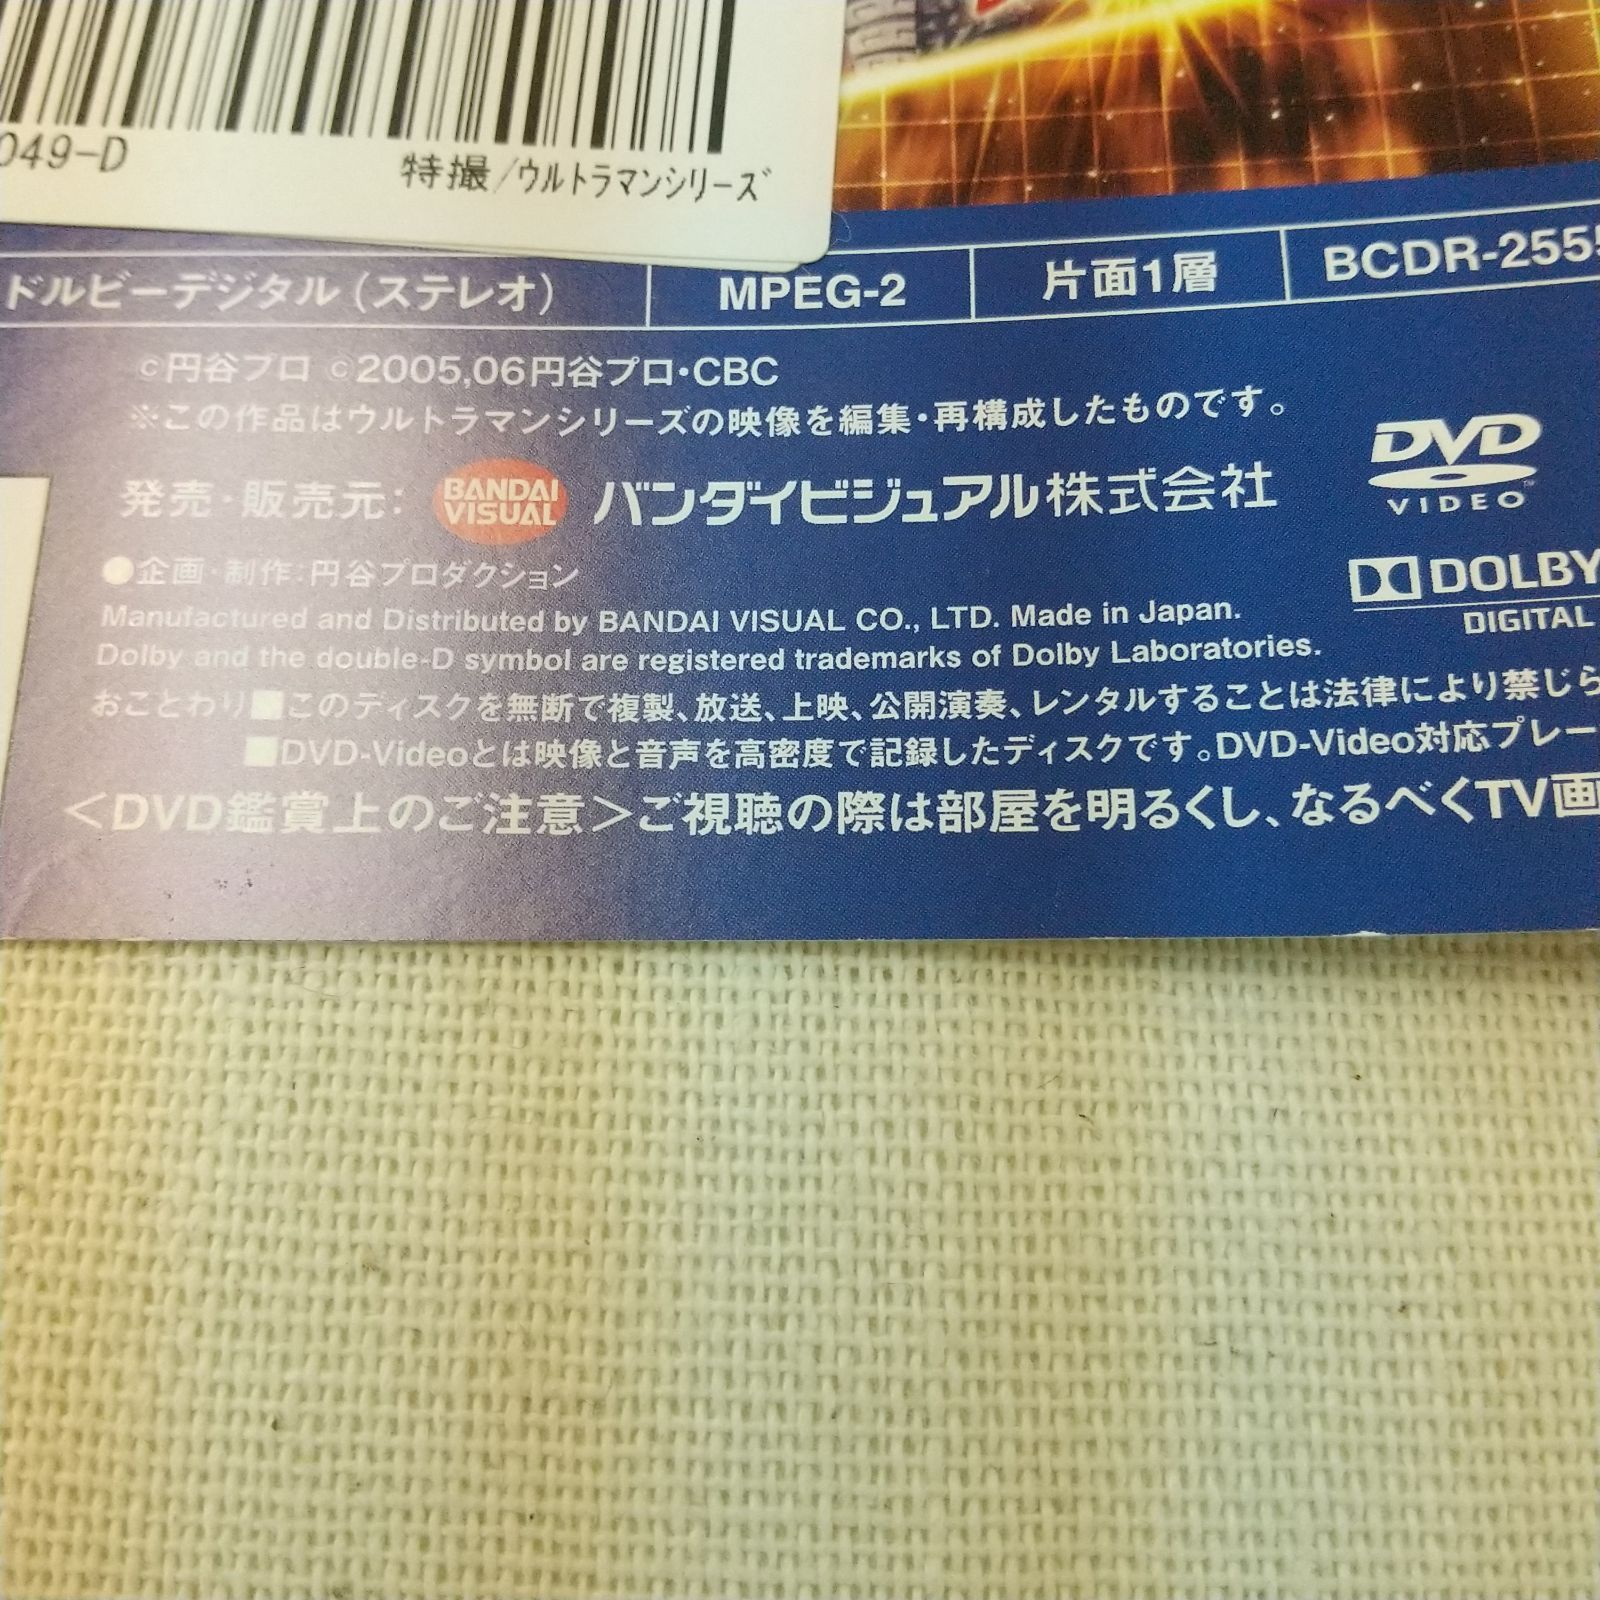 049-D
特撮/ウルトラマンシリーズ
ドルビーデジタル(ステレオ)
MPEG-2
片面1層
BCDR-2555
©円谷プロ ©2005,06円谷プロ・CBC
※この作品はウルトラマンシリーズの映像を編集・再構成したものです。
DVD
VIDEO
発売・販売元:
BANDAI
VISUAL
バンダイビジュアル株式会社
●企画・制作:円谷プロダクション
DOLBY
DIGITAL
Manufactured and Distributed by BANDAI VISUAL CO., LTD. Made in Japan.
Dolby and the double-D symbol are registered trademarks of Dolby Laboratories.
おことわり■このディスクを無断で複製、放送、上映、公開演奏、レンタルすることは法律により禁じら
■DVD-Videoとは映像と音声を高密度で記録したディスクです。DVD-Video対応プレー
<DVD鑑賞上のご注意>ご視聴の際は部屋を明るくし、なるべくTV画